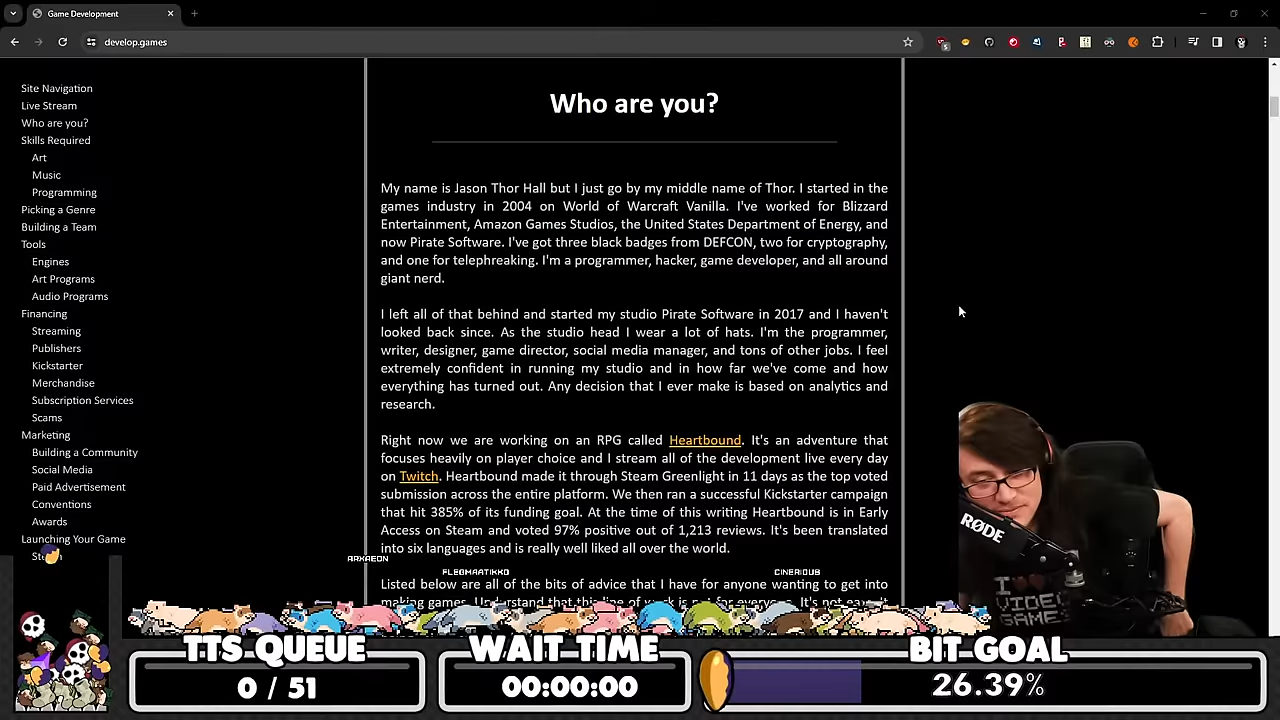 Game Development
develop.games
Site Navigation
Live Stream
Who are you?
Skills Required
Art
Music
Programming
Picking a Genre
Building a Team
Tools
Engines
Art Programs
Audio Programs
Financing
Streaming
Publishers
Kickstarter
Merchandise
Subscription Services
Scams
Marketing
Building a Community
Social Media
Paid Advertisement
Conventions
Awards
Launching Your Game
Who are you?
My name is Jason Thor Hall but I just go by my middle name of Thor. I started in the
games industry in 2004 on World of Warcraft Vanilla. I've worked for Blizzard
Entertainment, Amazon Games Studios, the United States Department of Energy, and
now Pirate Software. I've got three black badges from DEFCON, two for cryptography,
and one for telephreaking. I'm a programmer, hacker, game developer, and all around
giant nerd.
I left all of that behind and started my studio Pirate Software in 2017 and I haven't
looked back since. As the studio head I wear a lot of hats. I'm the programmer,
writer, designer, game director, social media manager, and tons of other jobs. I feel
extremely confident in running my studio and in how far we've come and how
everything has turned out. Any decision that I ever make is based on analytics and
research.
Right now we are working on an RPG called Heartbound. It's an adventure that
focuses heavily on player choice and I stream all of the development live every day
on Twitch. Heartbound made it through Steam Greenlight in 11 days as the top voted
submission across the entire platform. We then ran a successful Kickstarter campaign
that hit 385% of its funding goal. At the time of this writing Heartbound is in Early
Access on Steam and voted 97% positive out of 1,213 reviews. It's been translated
into six languages and is really well liked all over the world.
Listed below are all of the bits of advice that I have for anyone wanting to get into
making games. Understand that this
ARXAEON
FLEGMAATIKKO
CINERIOUB
RØDE
I
VIDEO
GAMES
TTS QUEUE
0 / 51
WAIT TIME
00:00:00
BIT GOAL
26.39%